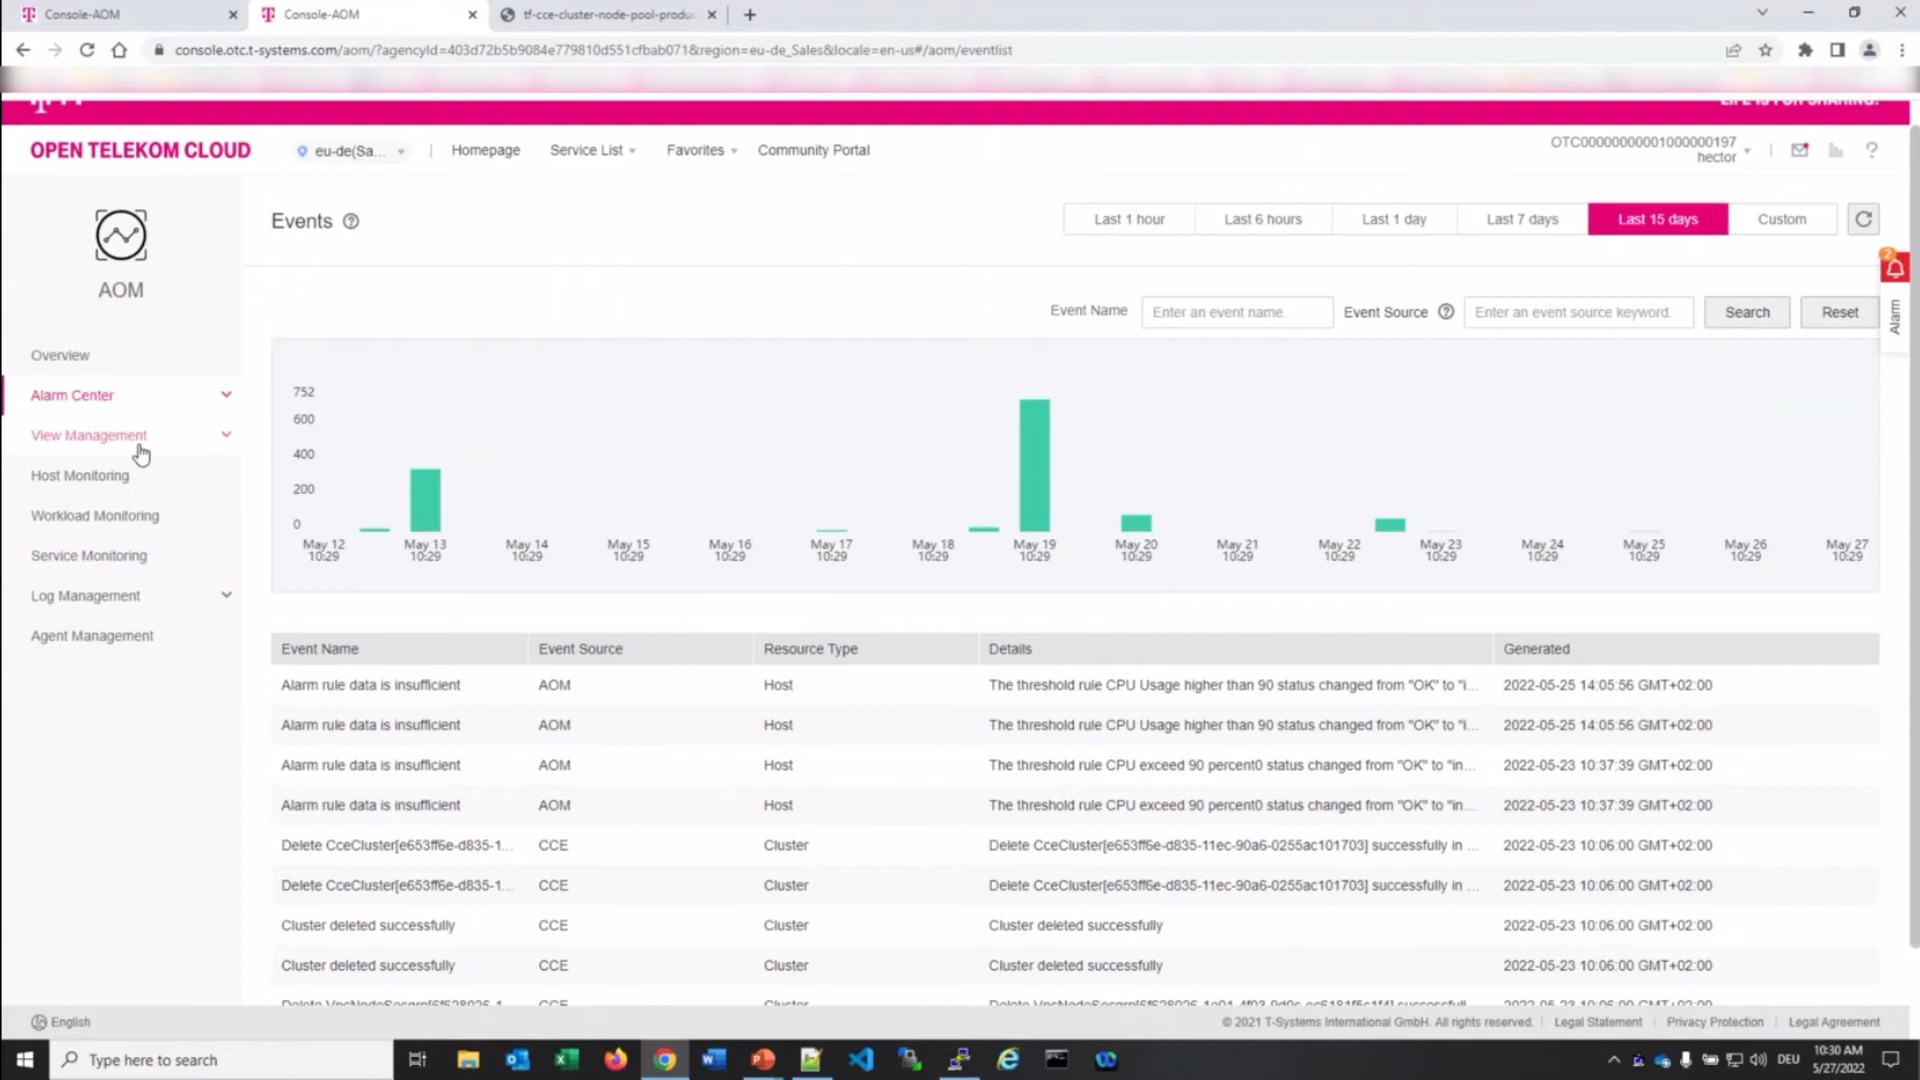 Console-AOM
Console-AOM
tf-cce-cluster-node-pool-produc
console.otc.t-systems.com/aom/?agencyId=403d72b5b9084e779810d551cfbab071&region=eu-de_Sales&locale=en-us#/aom/eventlist
LIFE IS FOR SHARING.
OPEN TELEKOM CLOUD
eu-de(Sa...
Homepage
Service List
Favorites
Community Portal
OTC00000000001000000197
hector
AOM
Overview
Alarm Center
View Management
Host Monitoring
Workload Monitoring
Service Monitoring
Log Management
Agent Management
Events
Last 1 hour
Last 6 hours
Last 1 day
Last 7 days
Last 15 days
Custom
2
Alarm
Event Name
Enter an event name.
Event Source
Enter an event source keyword.
Search
Reset
752
600
400
200
0
May 12 May 13 May 14 May 15 May 16 May 17 May 18 May 19 May 20 May 21 May 22 May 23 May 24 May 25 May 26 May 27
10:29 10:29 10:29 10:29 10:29 10:29 10:29 10:29 10:29 10:29 10:29 10:29 10:29 10:29 10:29 10:29
Event Name Event Source Resource Type Details Generated
Alarm rule data is insufficient AOM Host The threshold rule CPU Usage higher than 90 status changed from "OK" to "i... 2022-05-25 14:05:56 GMT+02:00
Alarm rule data is insufficient AOM Host The threshold rule CPU Usage higher than 90 status changed from "OK" to "i... 2022-05-25 14:05:56 GMT+02:00
Alarm rule data is insufficient AOM Host The threshold rule CPU exceed 90 percent0 status changed from "OK" to "in... 2022-05-23 10:37:39 GMT+02:00
Alarm rule data is insufficient AOM Host The threshold rule CPU exceed 90 percent0 status changed from "OK" to "in... 2022-05-23 10:37:39 GMT+02:00
Delete CceCluster[e653ff6e-d835-1... CCE Cluster Delete CceCluster[e653ff6e-d835-11ec-90a6-0255ac101703] successfully in ... 2022-05-23 10:06:00 GMT+02:00
Delete CceCluster[e653ff6e-d835-1... CCE Cluster Delete CceCluster[e653ff6e-d835-11ec-90a6-0255ac101703] successfully in ... 2022-05-23 10:06:00 GMT+02:00
Cluster deleted successfully CCE Cluster Cluster deleted successfully 2022-05-23 10:06:00 GMT+02:00
Cluster deleted successfully CCE Cluster Cluster deleted successfully 2022-05-23 10:06:00 GMT+02:00
CCE Cluster 2022-05-23 10:06:00 GMT+02:00
English
© 2021 T-Systems International GmbH. All rights reserved.
Legal Statement
Privacy Protection
Legal Agreement
Type here to search
DEU
10:30 AM
5/27/2022